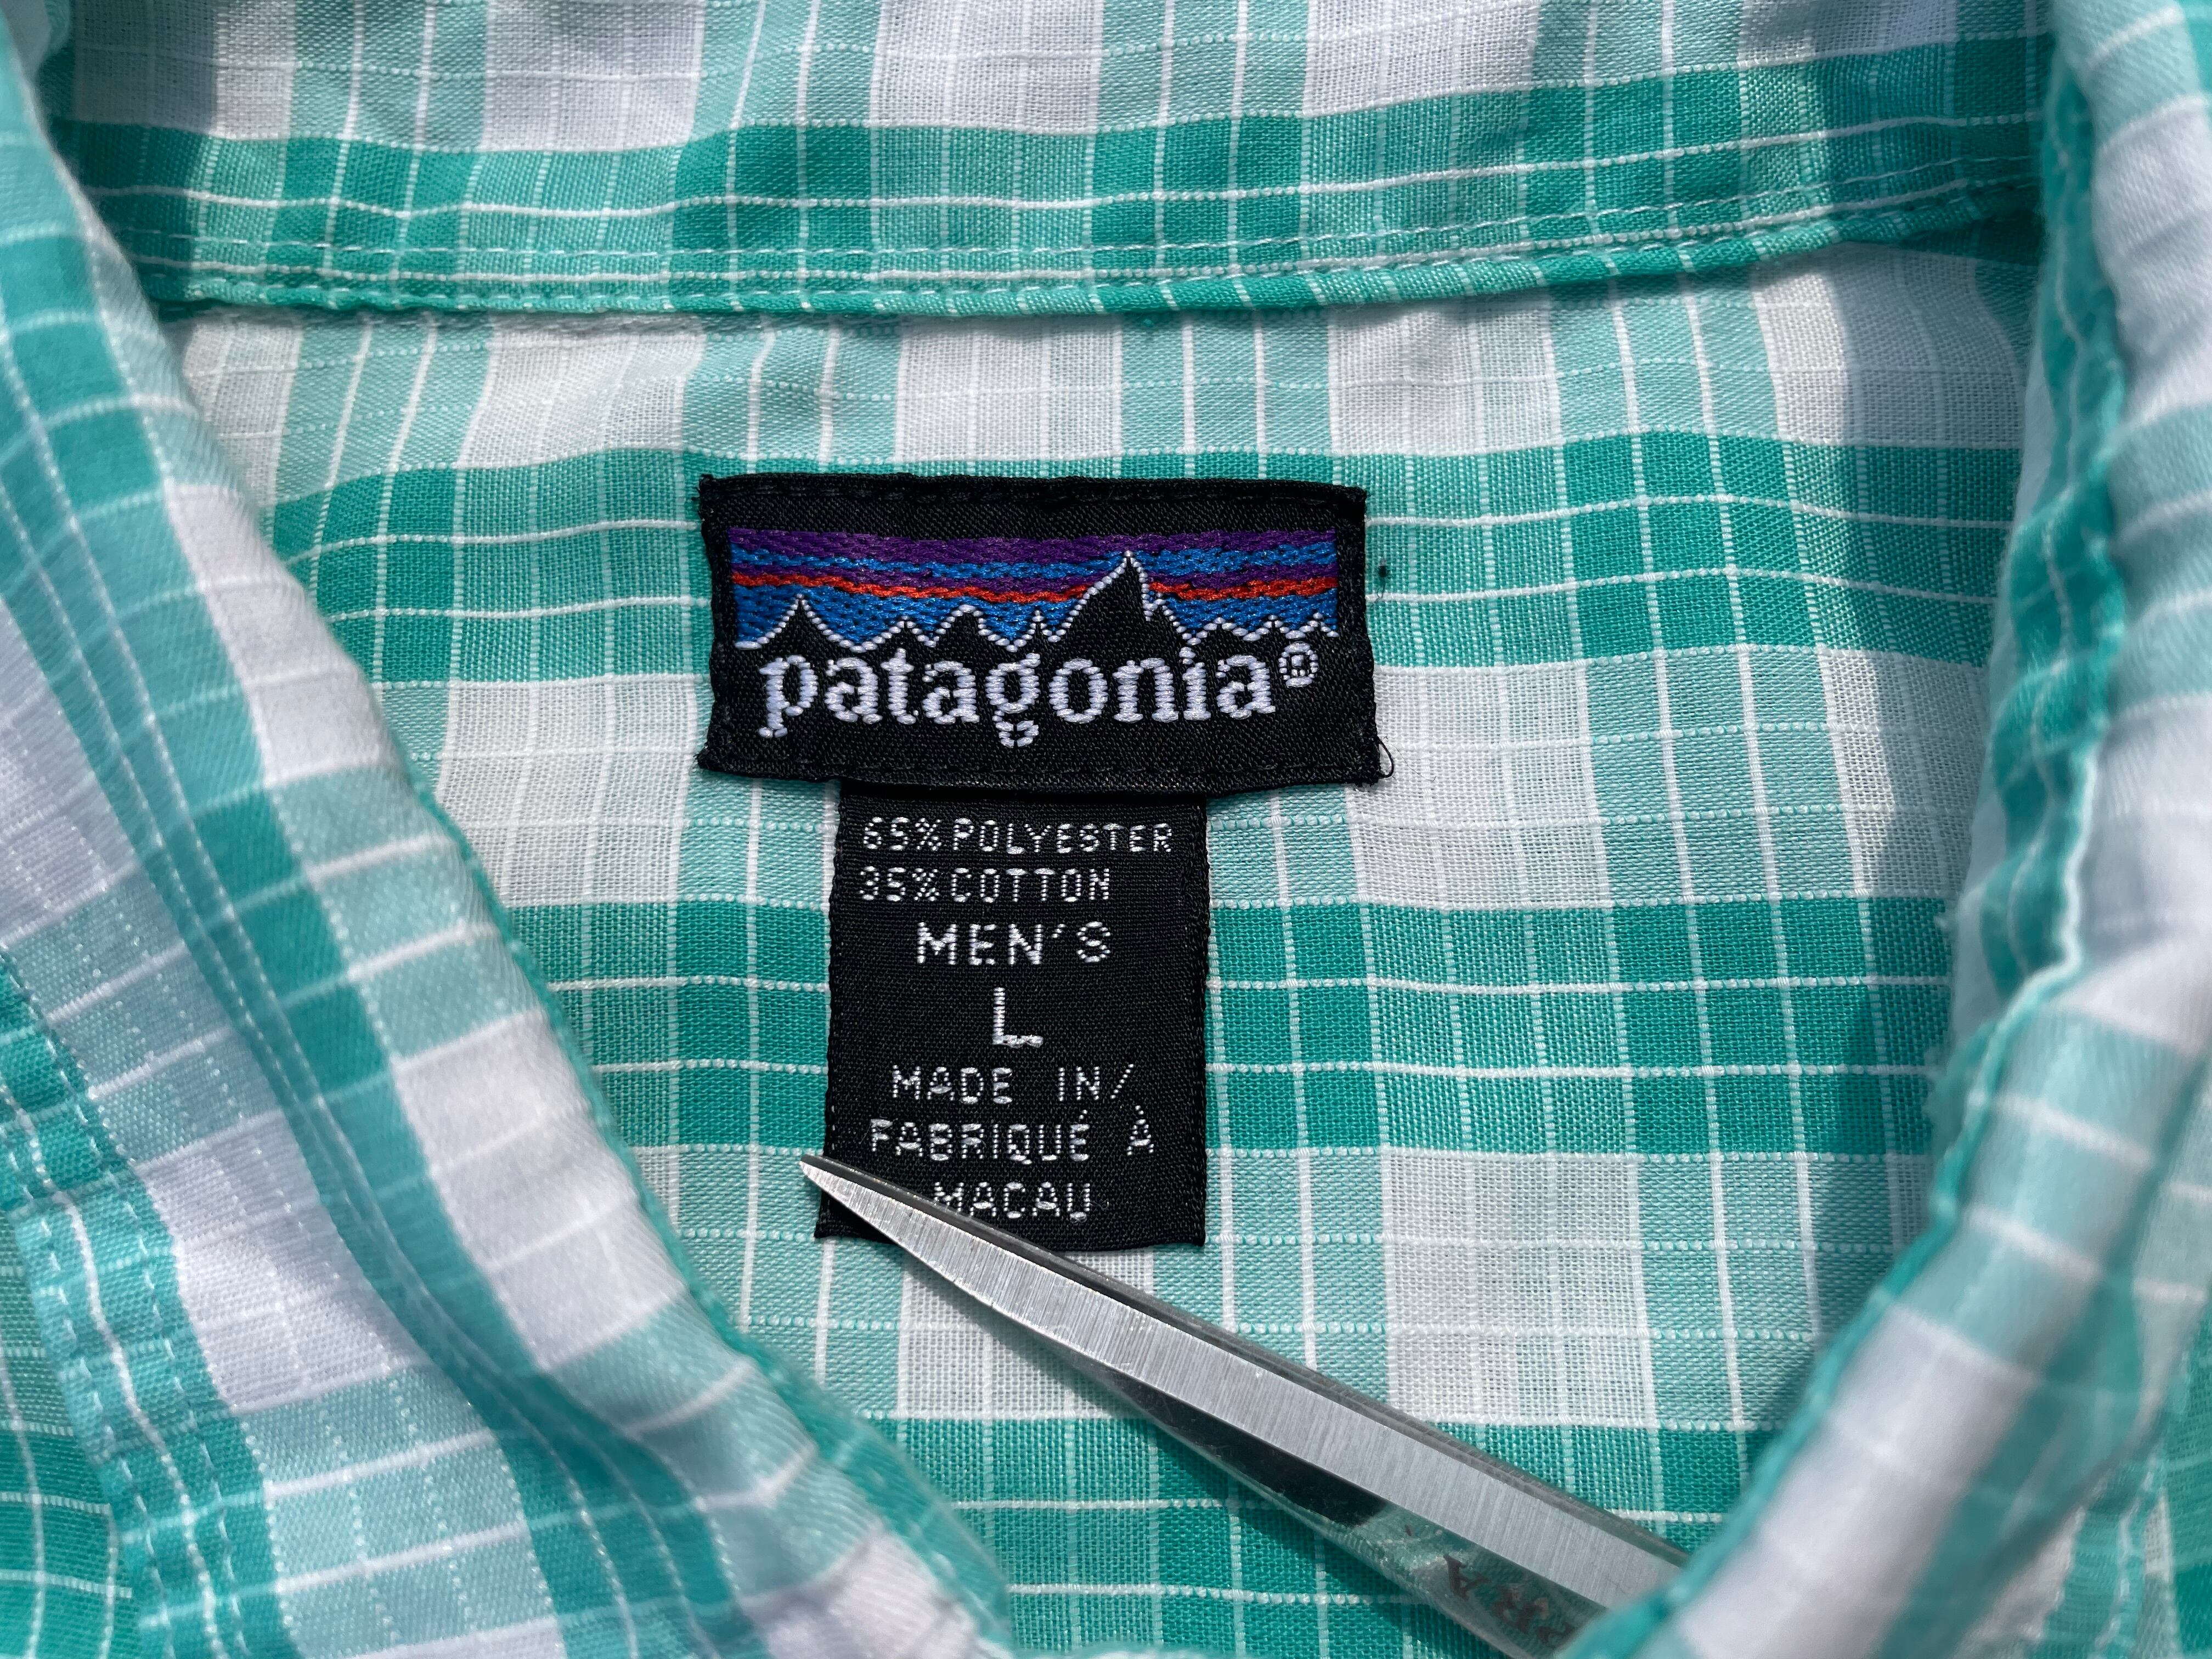 patagonia®
65% POLYESTER
35% COTTON
MEN'S
L
MADE IN/
FABRIQUÉ À
MACAU